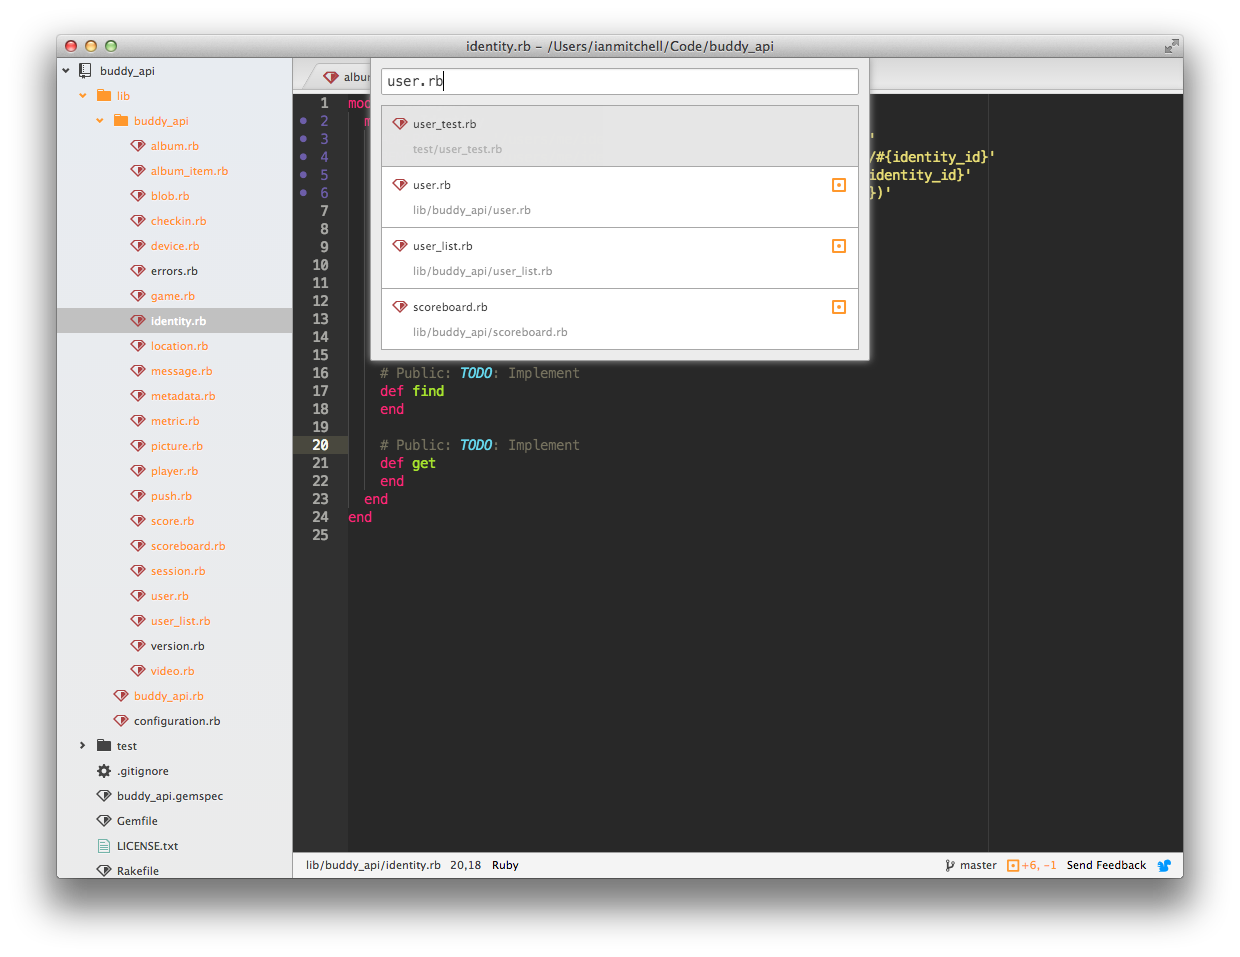 identity.rb – /Users/ianmitchell/Code/buddy_api
buddy_api
lib
buddy_api
album.rb
album_item.rb
blob.rb
checkin.rb
device.rb
errors.rb
game.rb
identity.rb
location.rb
message.rb
metadata.rb
metric.rb
picture.rb
player.rb
push.rb
score.rb
scoreboard.rb
session.rb
user.rb
user_list.rb
version.rb
video.rb
buddy_api.rb
configuration.rb
test
.gitignore
buddy_api.gemspec
Gemfile
LICENSE.txt
Rakefile
user.rb
user_test.rb
test/user_test.rb
user.rb
lib/buddy_api/user.rb
user_list.rb
lib/buddy_api/user_list.rb
scoreboard.rb
lib/buddy_api/scoreboard.rb
1
2
3 '
4 /#{identity_id}'
5 identity_id}'
6 })'
7
8
9
10
11
12
13
14
15
16 # Public: TODO: Implement
17 def find
18 end
19
20 # Public: TODO: Implement
21 def get
22 end
23 end
24 end
25
lib/buddy_api/identity.rb 20,18 Ruby
master +6, -1 Send Feedback